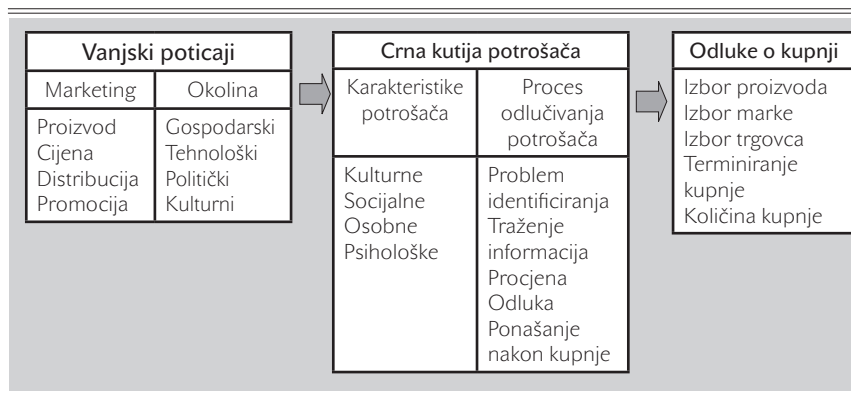 Vanjski poticaji
Marketing
Okolina
Proizvod
Cijena
Distribucija
Promocija
Gospodarski
Tehnološki
Politički
Kulturni
Crna kutija potrošača
Karakteristike
potrošača
Proces
odlučivanja
potrošača
Kulturne
Socijalne
Osobne
Psihološke
Problem
identificiranja
Traženje
informacija
Procjena
Odluka
Ponašanje
nakon kupnje
Odluke o kupnji
Izbor proizvoda
Izbor marke
Izbor trgovca
Terminiranje
kupnje
Količina kupnje